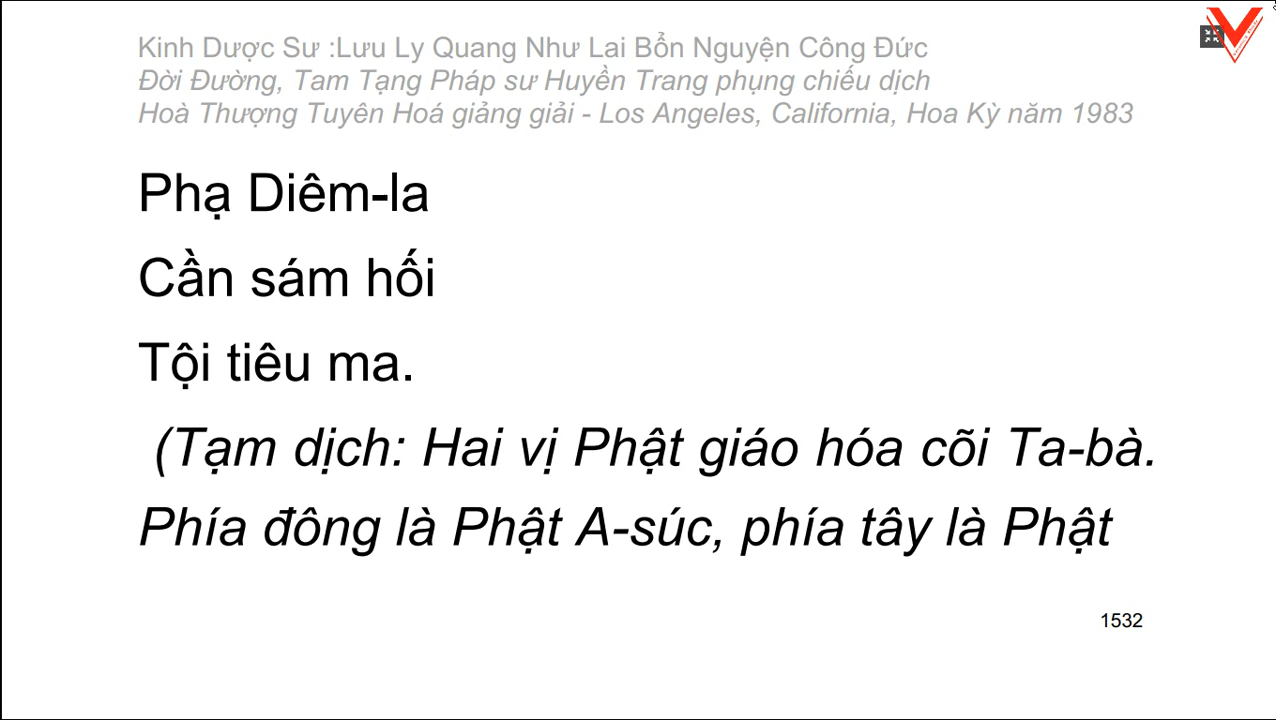 Kinh Dược Sư :Lưu Ly Quang Như Lai Bổn Nguyện Công Đức
Đời Đường, Tam Tạng Pháp sư Huyền Trang phụng chiếu dịch
Hoà Thượng Tuyên Hoá giảng giải - Los Angeles, California, Hoa Kỳ năm 1983
Phạ Diêm-la
Cần sám hối
Tội tiêu ma.
(Tạm dịch: Hai vị Phật giáo hóa cõi Ta-bà.
Phía đông là Phật A-súc, phía tây là Phật
1532